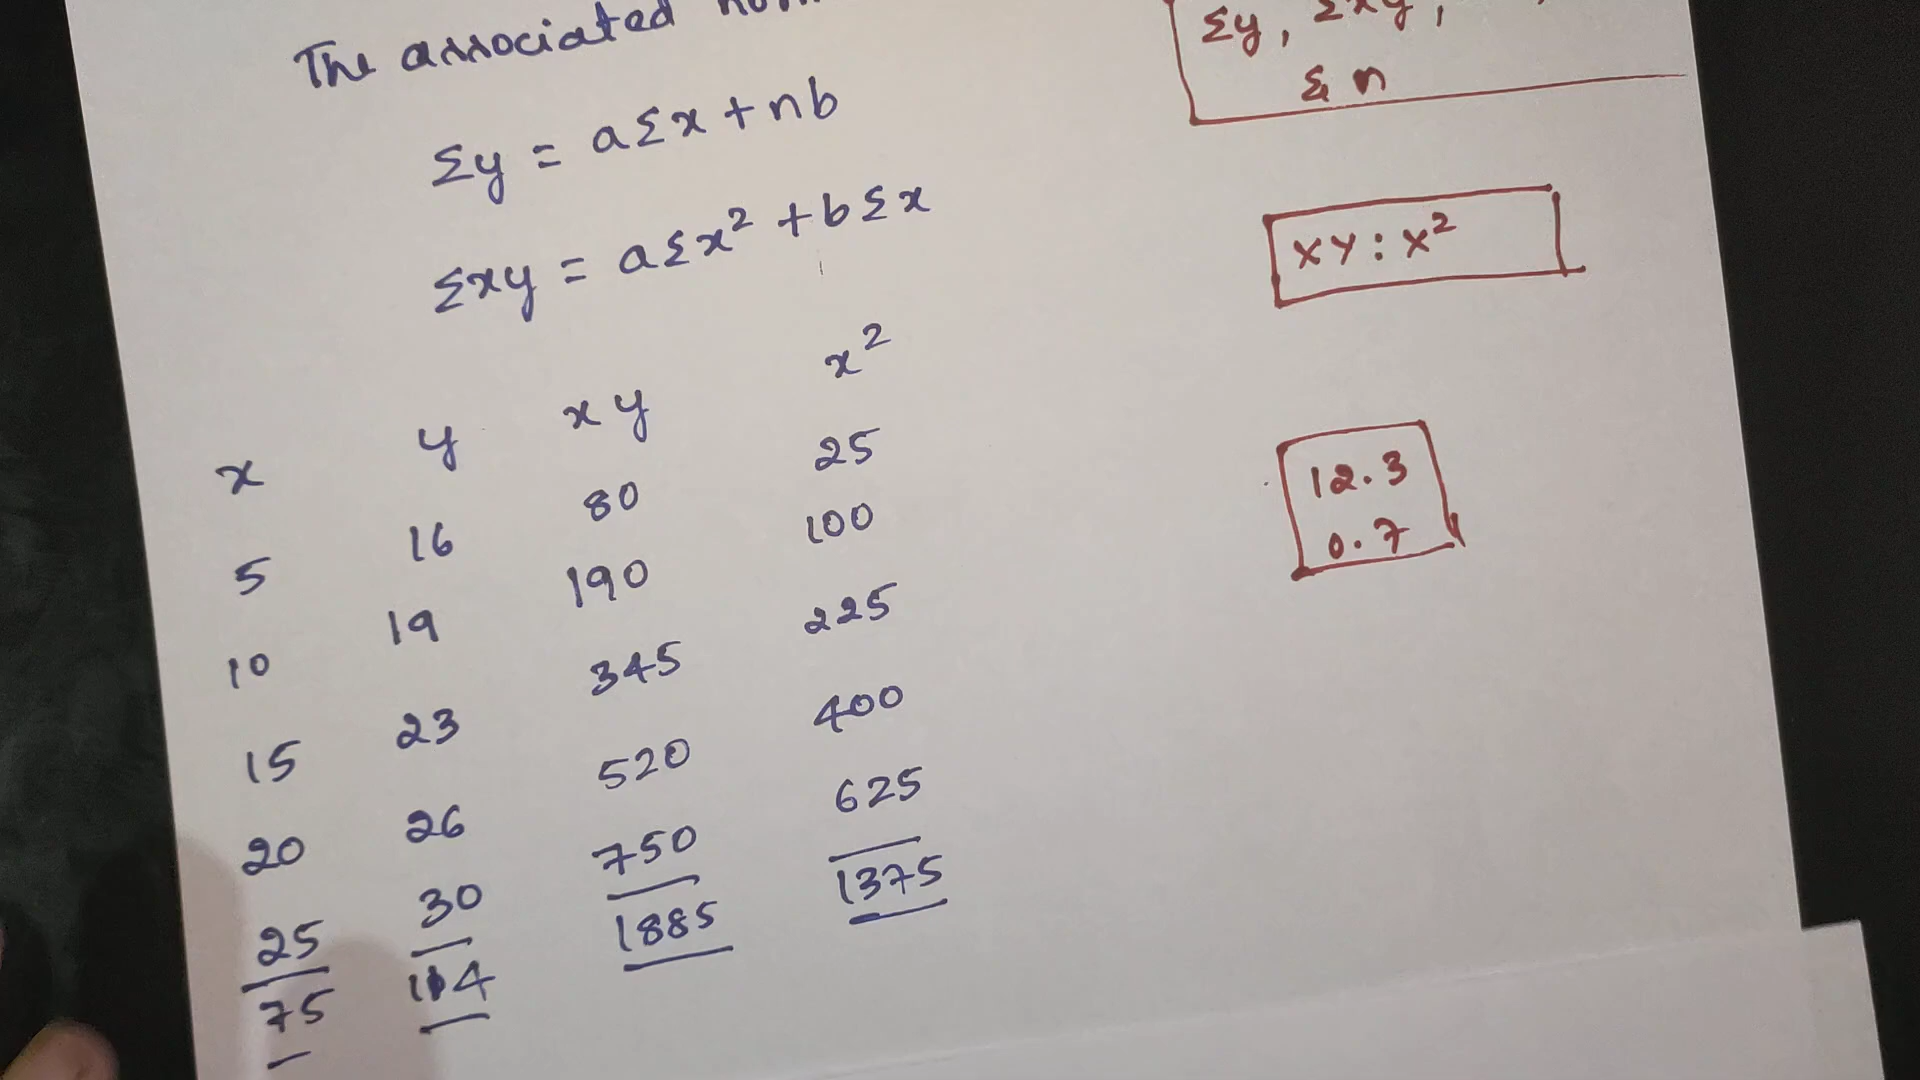 The associated
Σy = aΣx + nb
Σxy = aΣx² + bΣx
x y xy x²
5 16 80 25
10 19 190 100
15 23 345 225
20 26 520 400
25 30 750 625
75 114 1885 1375
Σy, Σxy,
& n
XY : X²
12.3
0.7